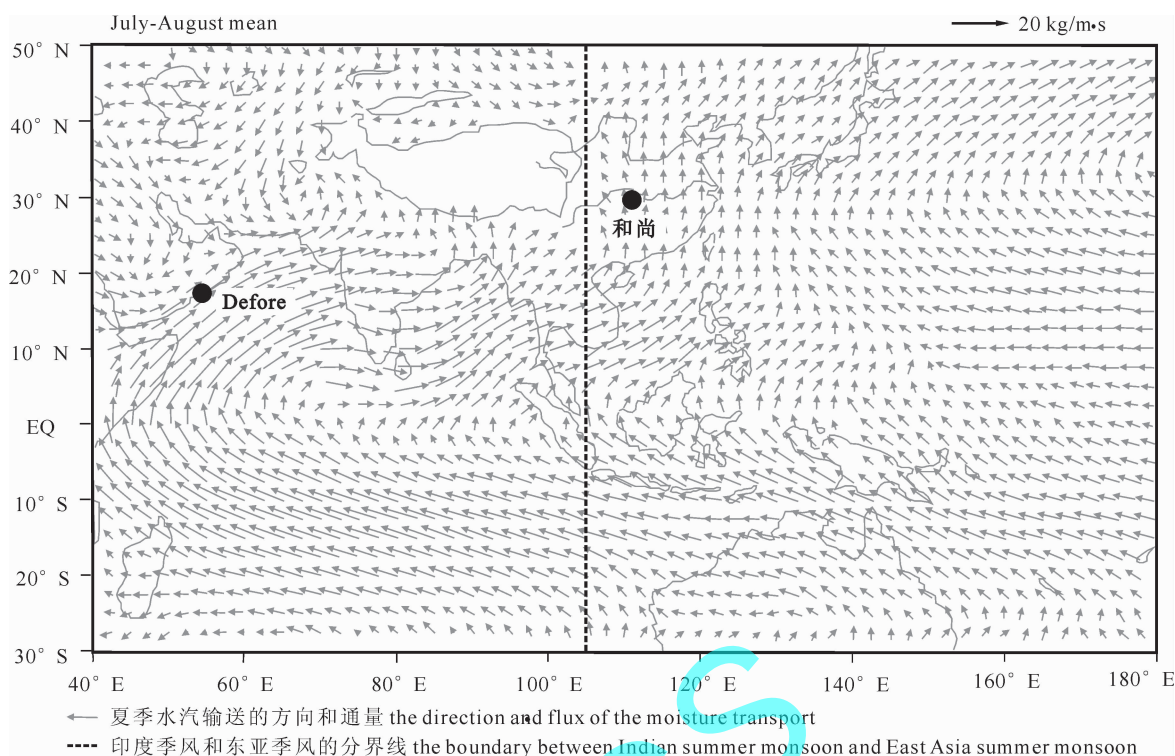 July-August mean
20 kg/m•s
50° N
40° N
30° N
20° N
10° N
EQ
10° S
20° S
30° S
和尚
Defore
40° E
60° E
80° E
100° E
120° E
140° E
160° E
180° E
夏季水汽输送的方向和通量 the direction and flux of the moisture transport
印度季风和东亚季风的分界线 the boundary between Indian summer monsoon and East Asia summer monsoon
S